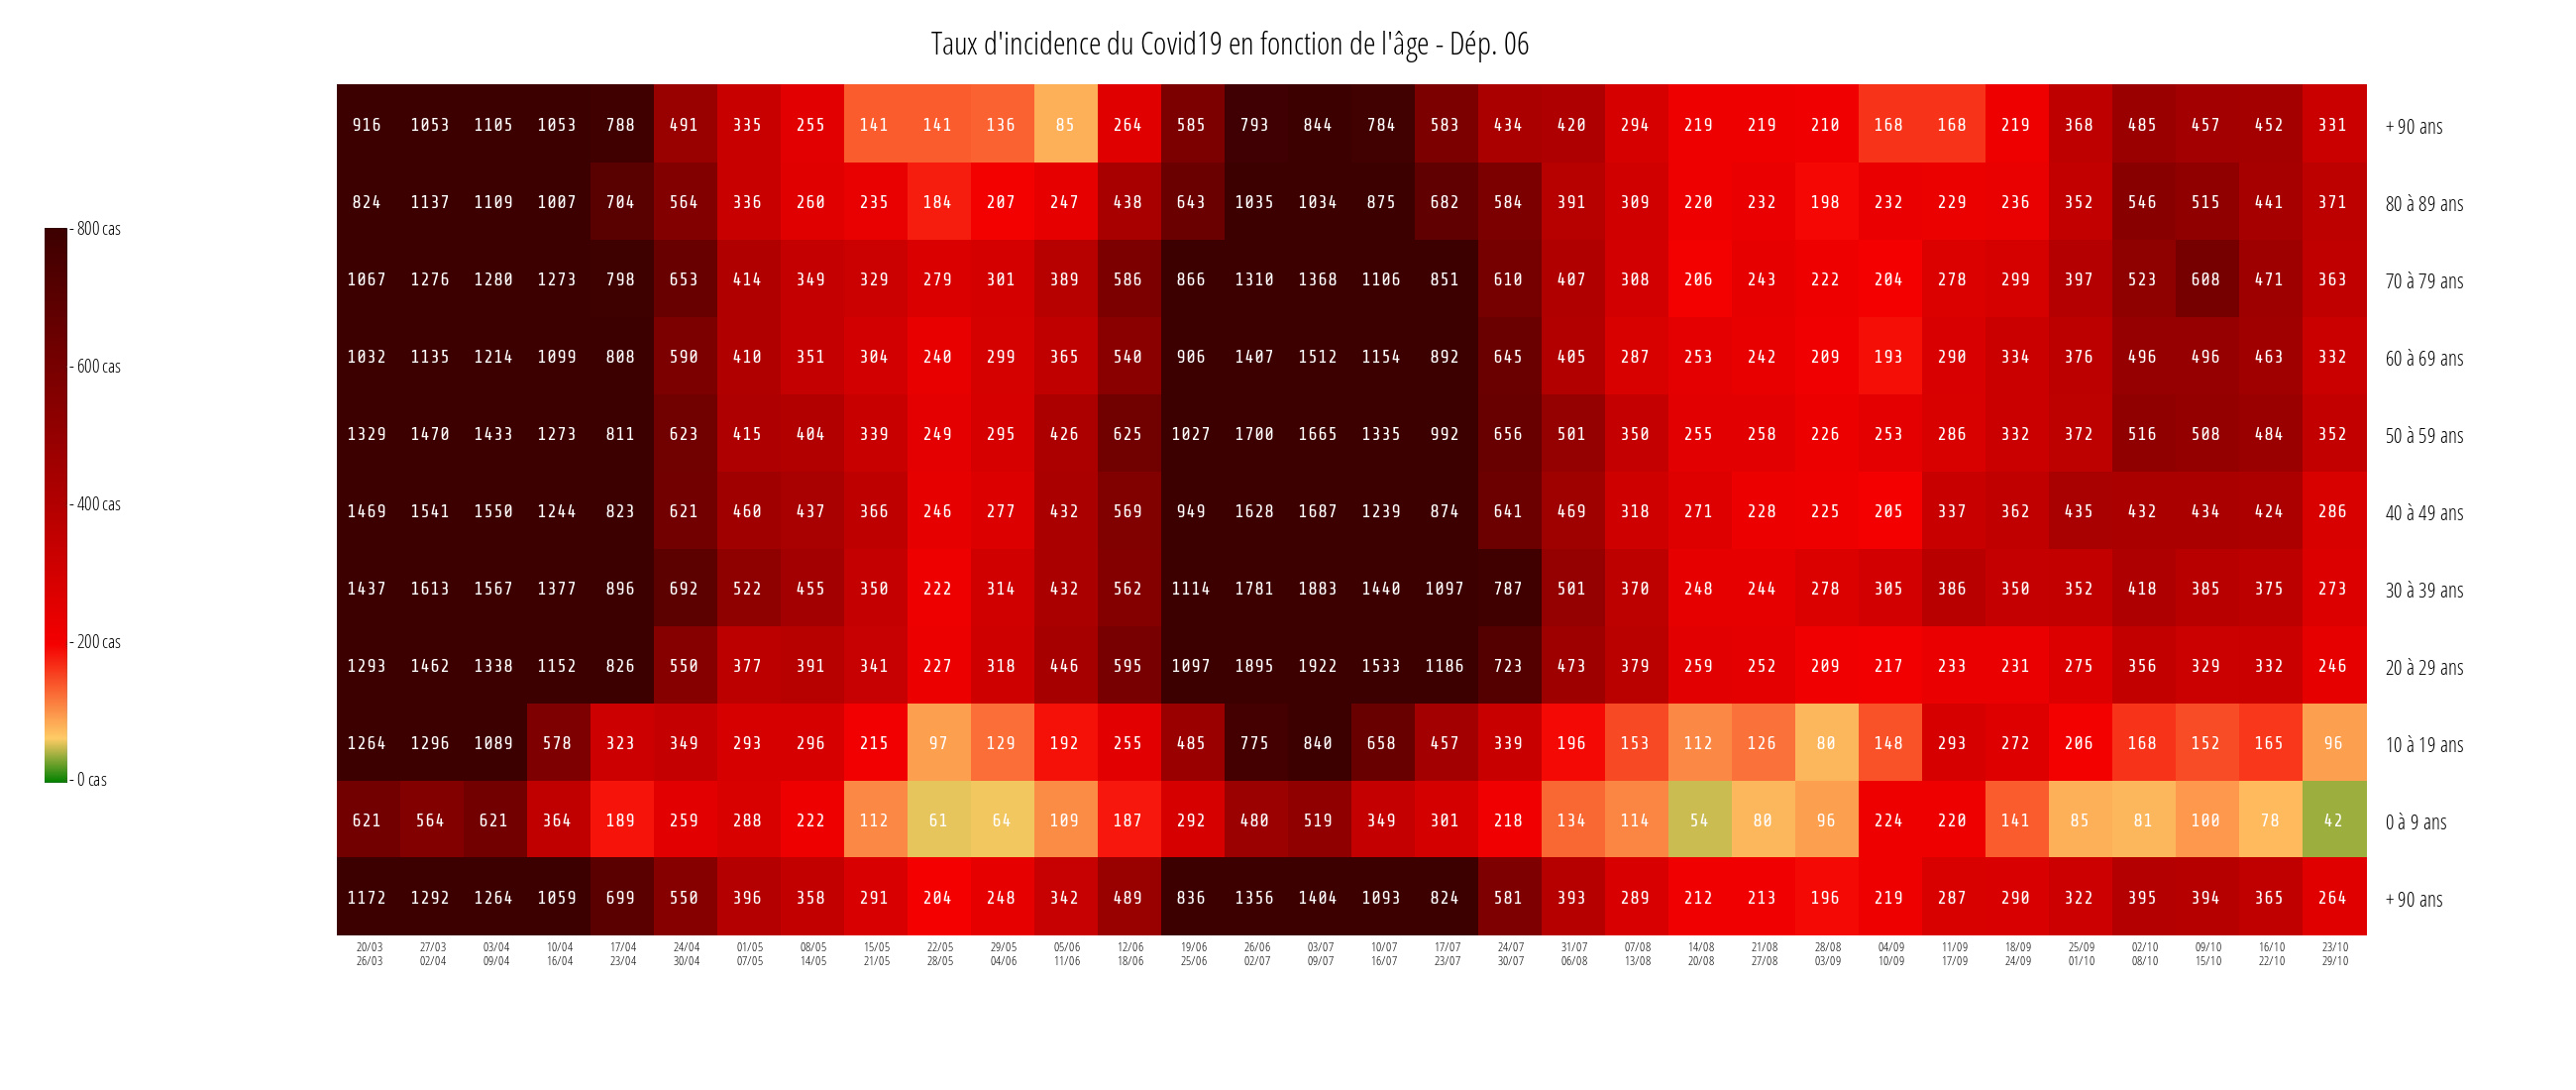 Taux d'incidence du Covid19 en fonction de l'âge - Dép. 06
- 800 cas
- 600 cas
- 400 cas
- 200 cas
- 0 cas
916 1053 1105 1053 788 491 335 255 141 141 136 85 264 585 793 844 784 583 434 420 294 219 219 210 168 168 219 368 485 457 452 331 + 90 ans
824 1137 1109 1007 704 564 336 260 235 184 207 247 438 643 1035 1034 875 682 584 391 309 220 232 198 232 229 236 352 546 515 441 371 80 à 89 ans
1067 1276 1280 1273 798 653 414 349 329 279 301 389 586 866 1310 1368 1106 851 610 407 308 206 243 222 204 278 299 397 523 608 471 363 70 à 79 ans
1032 1135 1214 1099 808 590 410 351 304 240 299 365 540 906 1407 1512 1154 892 645 405 287 253 242 209 193 290 334 376 496 496 463 332 60 à 69 ans
1329 1470 1433 1273 811 623 415 404 339 249 295 426 625 1027 1700 1665 1335 992 656 501 350 255 258 226 253 286 332 372 516 508 484 352 50 à 59 ans
1469 1541 1550 1244 823 621 460 437 366 246 277 432 569 949 1628 1687 1239 874 641 469 318 271 228 225 205 337 362 435 432 434 424 286 40 à 49 ans
1437 1613 1567 1377 896 692 522 455 350 222 314 432 562 1114 1781 1883 1440 1097 787 501 370 248 244 278 305 386 350 352 418 385 375 273 30 à 39 ans
1293 1462 1338 1152 826 550 377 391 341 227 318 446 595 1097 1895 1922 1533 1186 723 473 379 259 252 209 217 233 231 275 356 329 332 246 20 à 29 ans
1264 1296 1089 578 323 349 293 296 215 97 129 192 255 485 775 840 658 457 339 196 153 112 126 80 148 293 272 206 168 152 165 96 10 à 19 ans
621 564 621 364 189 259 288 222 112 61 64 109 187 292 480 519 349 301 218 134 114 54 80 96 224 220 141 85 81 100 78 42 0 à 9 ans
1172 1292 1264 1059 699 550 396 358 291 204 248 342 489 836 1356 1404 1093 824 581 393 289 212 213 196 219 287 290 322 395 394 365 264 + 90 ans
20/03 27/03 03/04 10/04 17/04 24/04 01/05 08/05 15/05 22/05 29/05 05/06 12/06 19/06 26/06 03/07 10/07 17/07 24/07 31/07 07/08 14/08 21/08 28/08 04/09 11/09 18/09 25/09 02/10 09/10 16/10 23/10
26/03 02/04 09/04 16/04 23/04 30/04 07/05 14/05 21/05 28/05 04/06 11/06 18/06 25/06 02/07 09/07 16/07 23/07 30/07 06/08 13/08 20/08 27/08 03/09 10/09 17/09 24/09 01/10 08/10 15/10 22/10 29/10